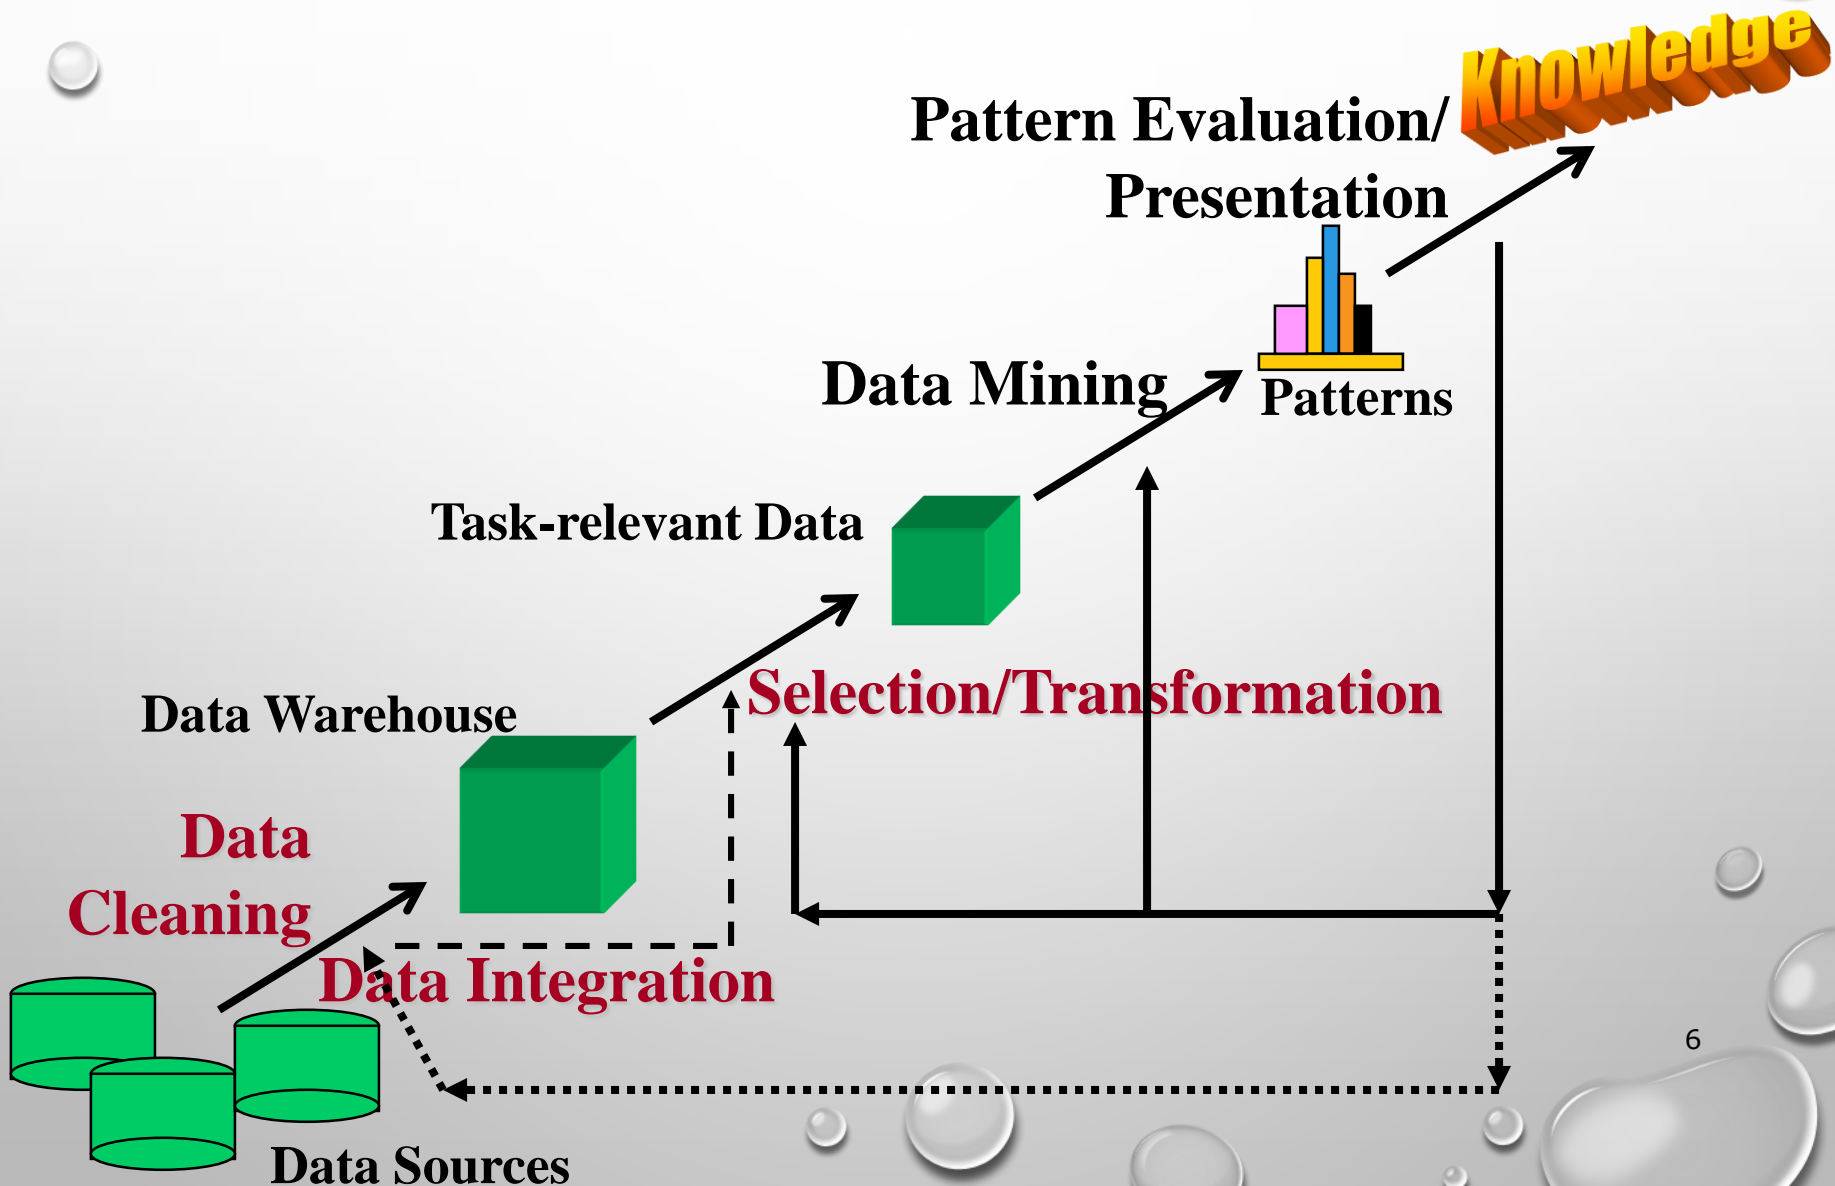 Knowledge
Pattern Evaluation/
Presentation
Data Mining
Patterns
Task-relevant Data
Selection/Transformation
Data Warehouse
Data
Cleaning
Data Integration
6
Data Sources